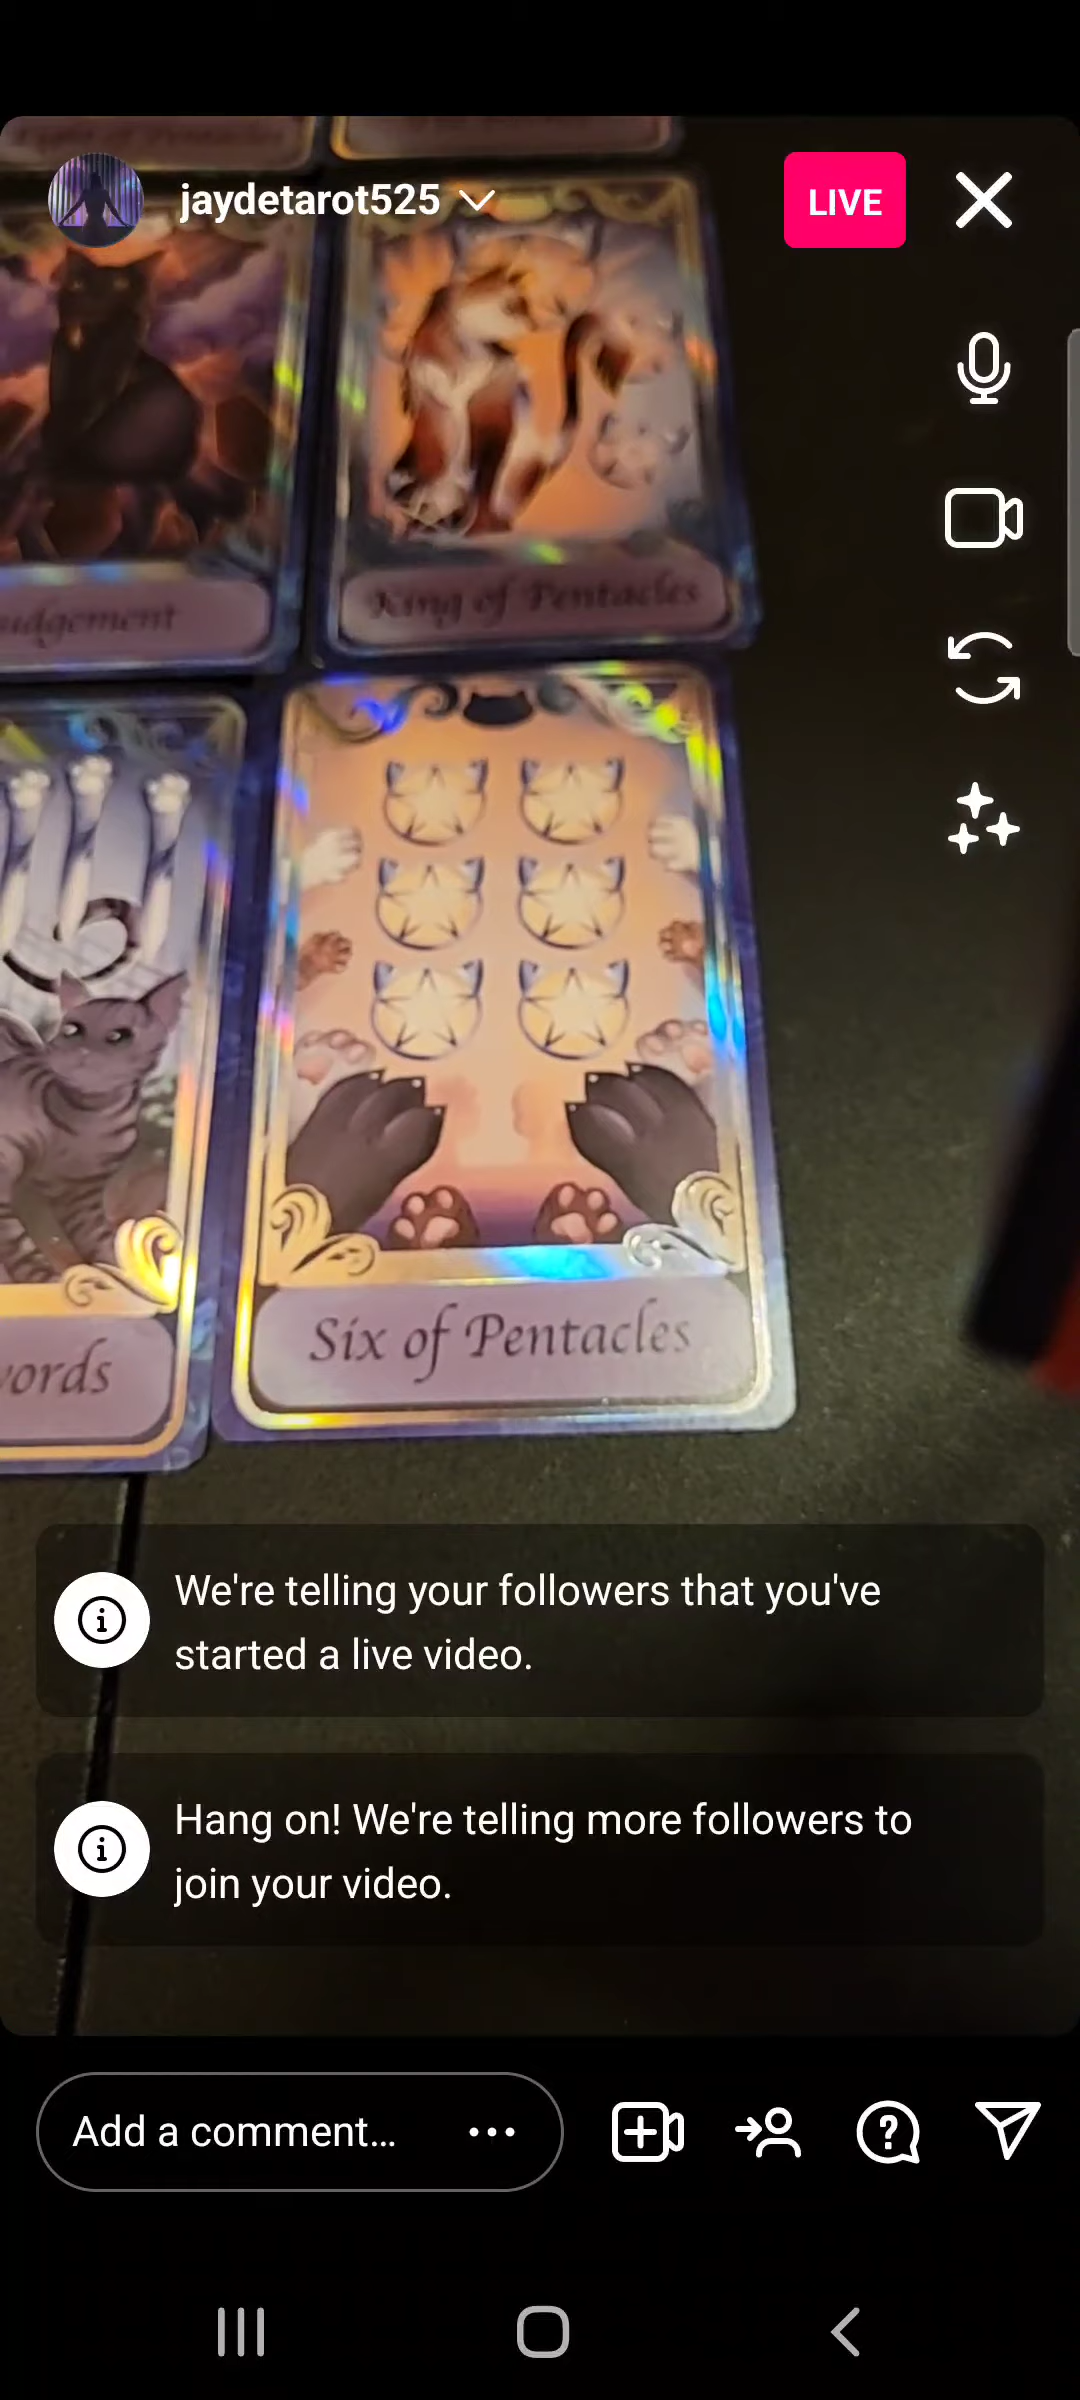 jaydetarot525
LIVE
udgement
King of Pentacles
Six of Pentacles
words
We're telling your followers that you've
started a live video.
Hang on! We're telling more followers to
join your video.
Add a comment...